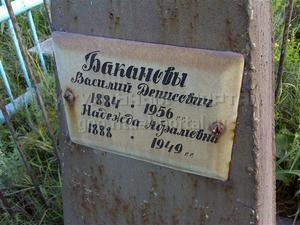 Бакановы
Василий Денисович
1884 1956
Надежда Абрамовна
1888 • 1949 г.г.